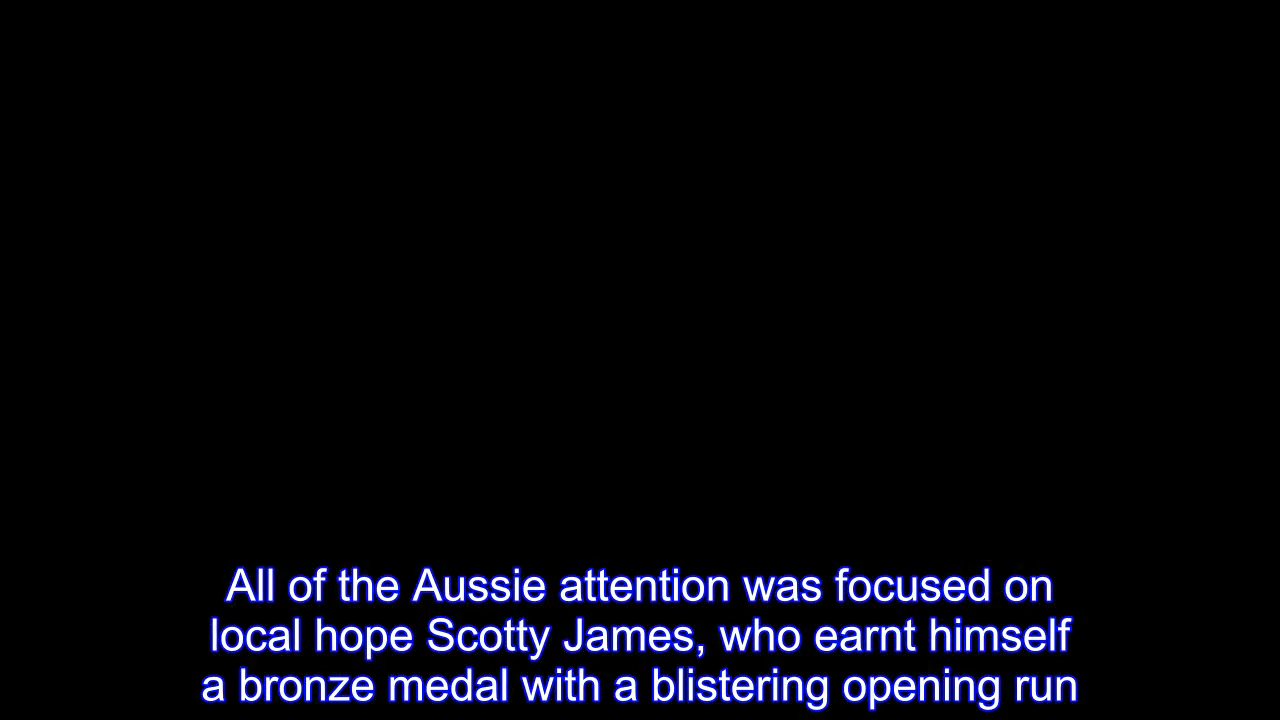 All of the Aussie attention was focused on
local hope Scotty James, who earnt himself
a bronze medal with a blistering opening run